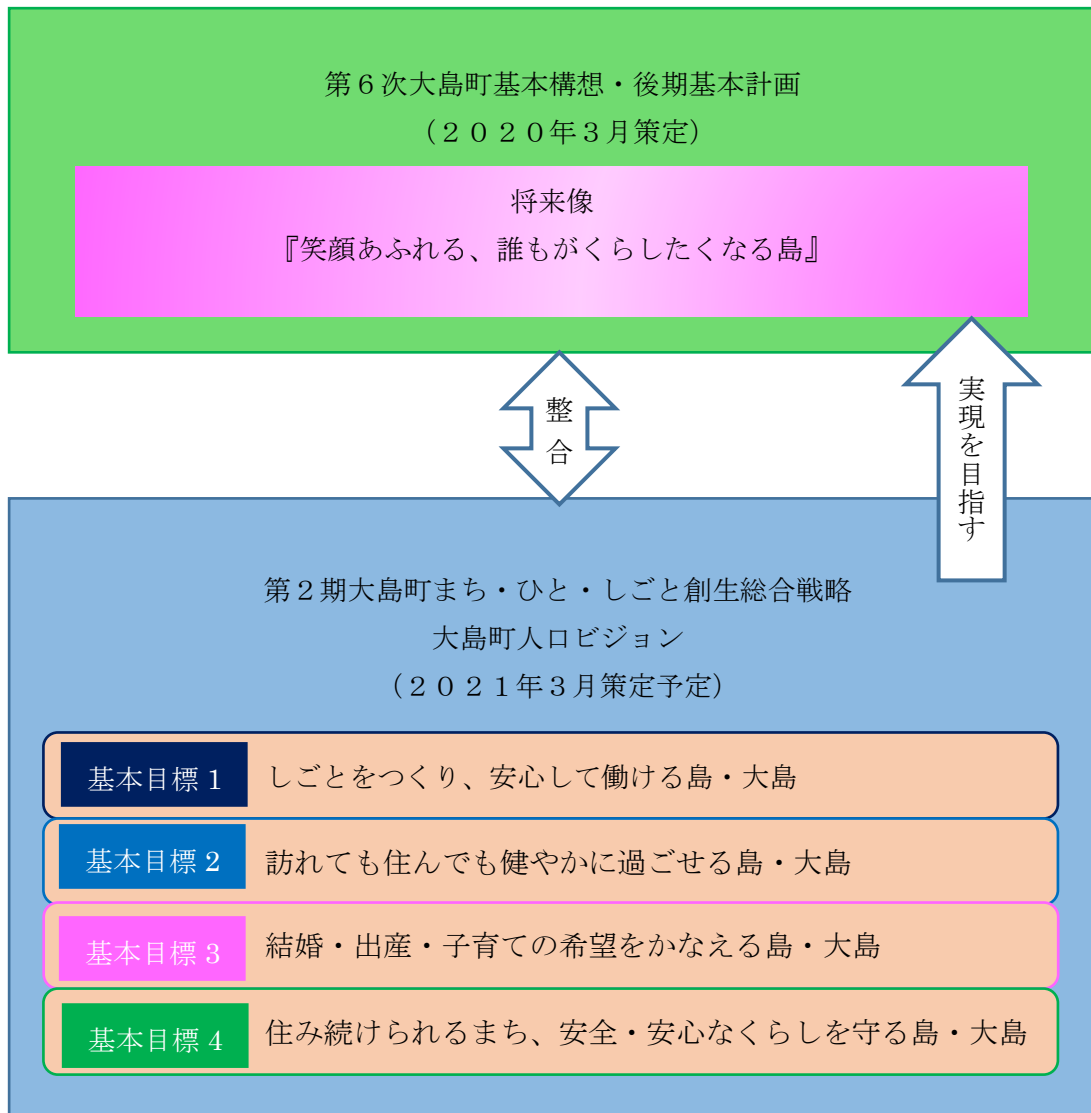 第6次大島町基本構想・後期基本計画
（２０２０年３月策定）
将来像
『笑顔あふれる、誰もがくらしたくなる島』
整合
実現を目指す
第２期大島町まち・ひと・しごと創生総合戦略
大島町人口ビジョン
（２０２１年３月策定予定）
基本目標 1 しごとをつくり、安心して働ける島・大島
基本目標 2 訪れても住んでも健やかに過ごせる島・大島
基本目標 3 結婚・出産・子育ての希望をかなえる島・大島
基本目標 4 住み続けられるまち、安全・安心なくらしを守る島・大島